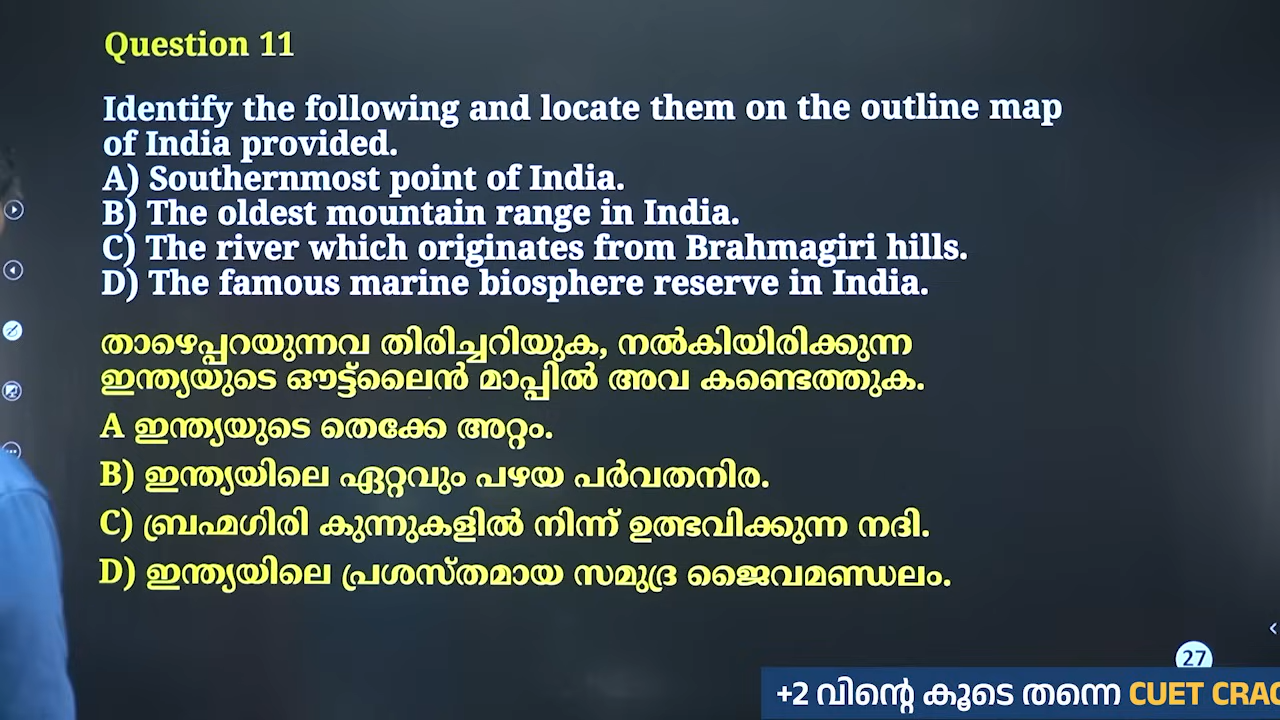 Question 11
Identify the following and locate them on the outline map
of India provided.
A) Southernmost point of India.
B) The oldest mountain range in India.
C) The river which originates from Brahmagiri hills.
D) The famous marine biosphere reserve in India.
താഴെപ്പറയുന്നവ തിരിച്ചറിയുക, നൽകിയിരിക്കുന്ന
ഇന്ത്യയുടെ ഔട്ട്ലൈൻ മാപ്പിൽ അവ കണ്ടെത്തുക.
A ഇന്ത്യയുടെ തെക്കേ അറ്റം.
B) ഇന്ത്യയിലെ ഏറ്റവും പഴയ പർവതനിര.
C) ബ്രഹ്മഗിരി കുന്നുകളിൽ നിന്ന് ഉത്ഭവിക്കുന്ന നദി.
D) ഇന്ത്യയിലെ പ്രശസ്തമായ സമുദ്ര ജൈവമണ്ഡലം.
27
+2 വിന്റെ കൂടെ തന്നെ CUET CRAC